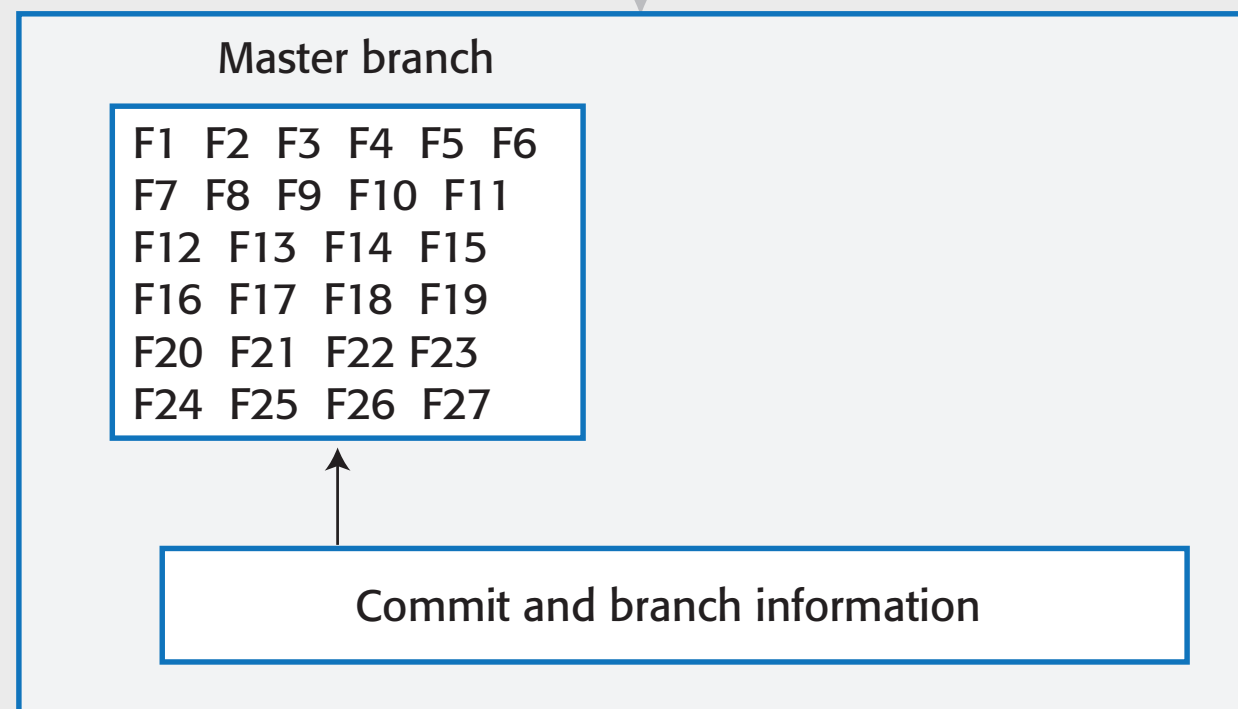 Master branch
F1 F2 F3 F4 F5 F6
F7 F8 F9 F10 F11
F12 F13 F14 F15
F16 F17 F18 F19
F20 F21 F22 F23
F24 F25 F26 F27
Commit and branch information